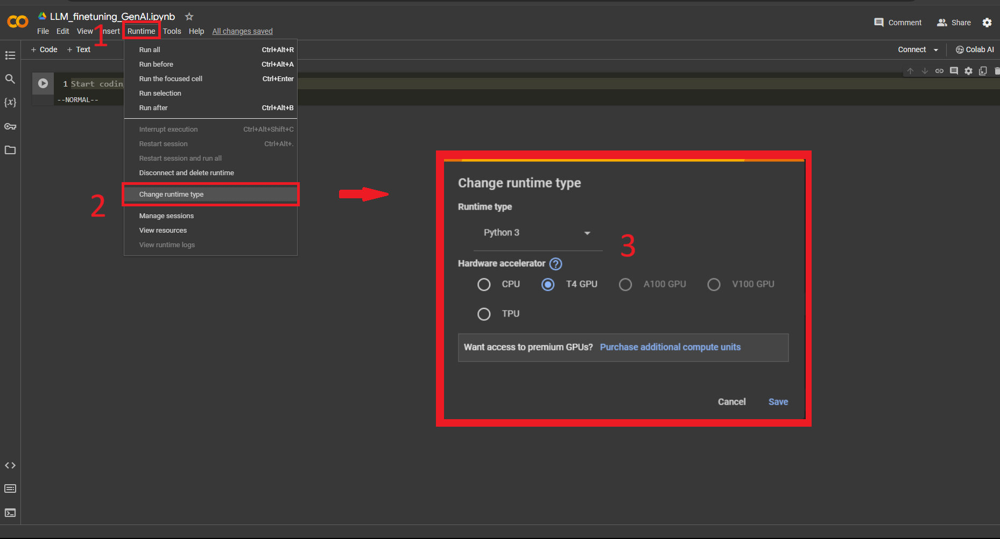 LLM_finetuning_GenAI.ipynb
File Edit View Insert Runtime Tools Help All changes saved
1
Comment Share
+ Code + Text
Connect Colab AI
Run all Ctrl+Alt+R
Run before Ctrl+Alt+A
Run the focused cell Ctrl+Enter
Run selection
Run after Ctrl+Alt+B
Interrupt execution Ctrl+Alt+Shift+C
Restart session Ctrl+Alt+.
Restart session and run all
Disconnect and delete runtime
Change runtime type
Manage sessions
View resources
View runtime logs
{x}
1 Start codin
--NORMAL--
2
Change runtime type
Runtime type
Python 3
3
Hardware accelerator ?
CPU T4 GPU A100 GPU V100 GPU
TPU
Want access to premium GPUs? Purchase additional compute units
Cancel Save